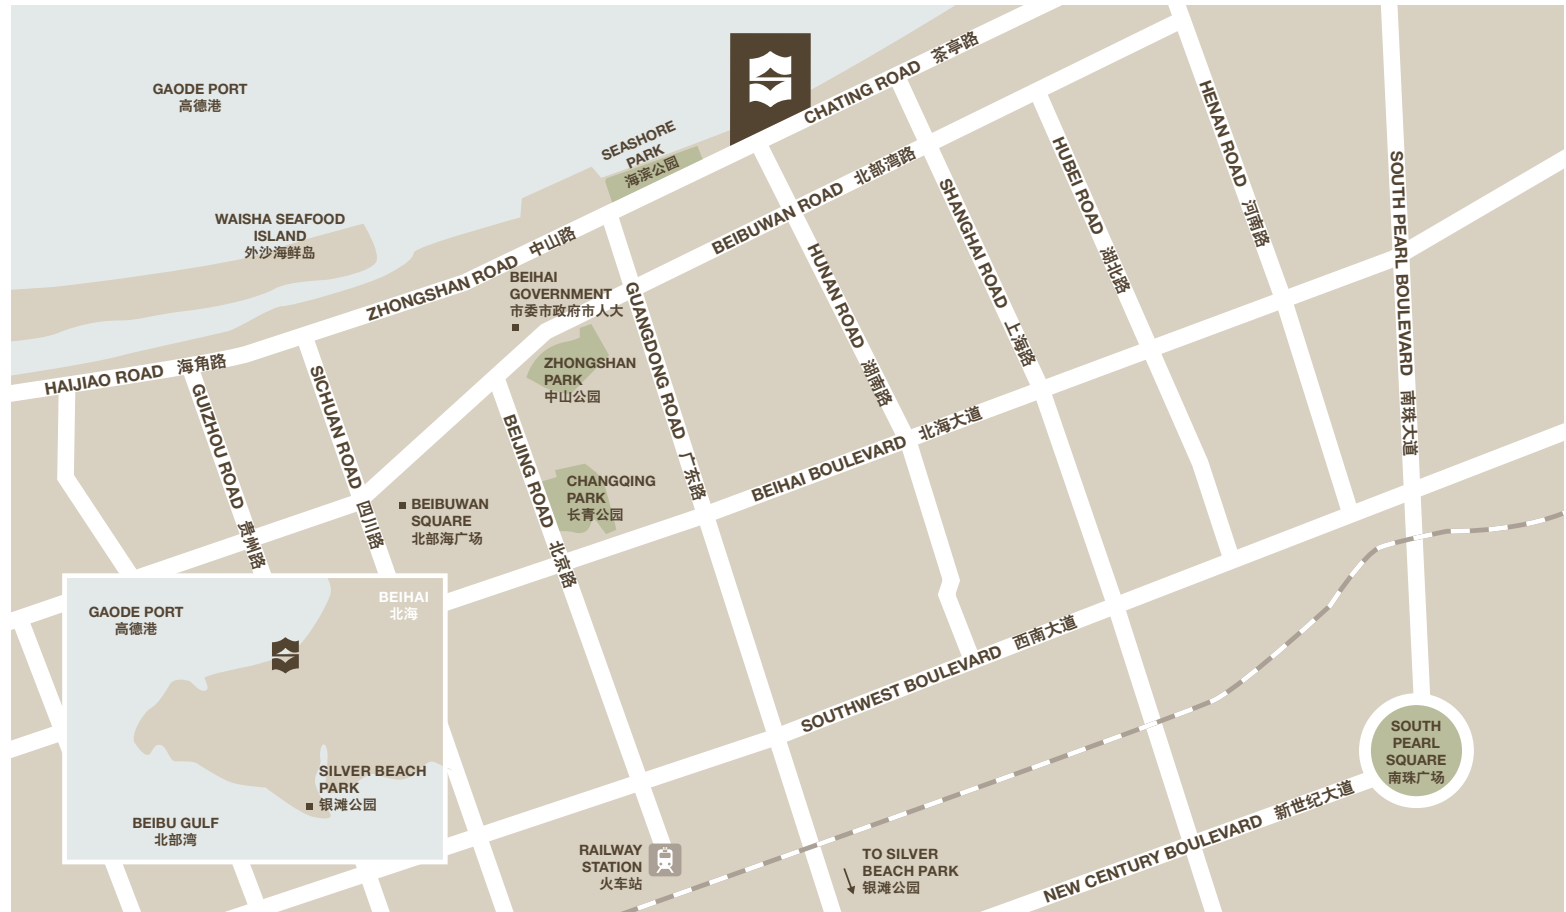 GAODE PORT
高德港
WAISHA SEAFOOD
ISLAND
外沙海鲜岛
SEASHORE
PARK
海滨公园
CHATING ROAD 茶亭路
ZHONGSHAN ROAD 中山路
HAIJIAO ROAD 海角路
BEIBUWAN ROAD 北部湾路
HENAN ROAD 河南路
HUBEI ROAD 湖北路
SHANGHAI ROAD 上海路
HUNAN ROAD 湖南路
GUANGDONG ROAD 广东路
SOUTH PEARL BOULEVARD 南珠大道
BEIHAI
GOVERNMENT
市委市政府市人大
ZHONGSHAN
PARK
中山公园
GUIZHOU ROAD 贵州路
SICHUAN ROAD 四川路
BEIJING ROAD 北京路
CHANGQING
PARK
长青公园
BEIBUWAN
SQUARE
北部海广场
BEIHAI BOULEVARD 北海大道
SOUTHWEST BOULEVARD 西南大道
GAODE PORT
高德港
BEIHAI
北海
SILVER BEACH
PARK
银滩公园
BEIBU GULF
北部湾
SOUTH
PEARL
SQUARE
南珠广场
RAILWAY
STATION
火车站
TO SILVER
BEACH PARK
银滩公园
NEW CENTURY BOULEVARD 新世纪大道